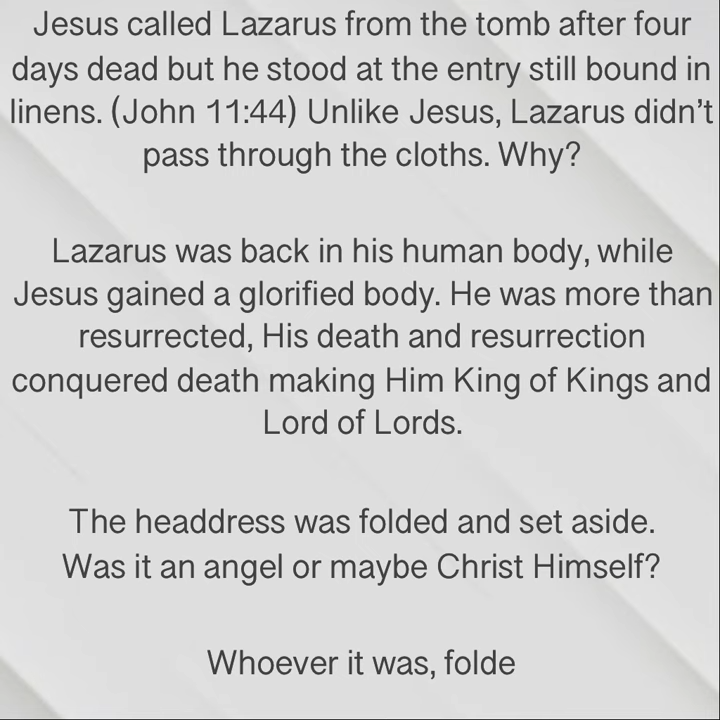 Jesus called Lazarus from the tomb after four
days dead but he stood at the entry still bound in
linens. (John 11:44) Unlike Jesus, Lazarus didn't
pass through the cloths. Why?
Lazarus was back in his human body, while
Jesus gained a glorified body. He was more than
resurrected, His death and resurrection
conquered death making Him King of Kings and
Lord of Lords.
The headdress was folded and set aside.
Was it an angel or maybe Christ Himself?
Whoever it was, folde